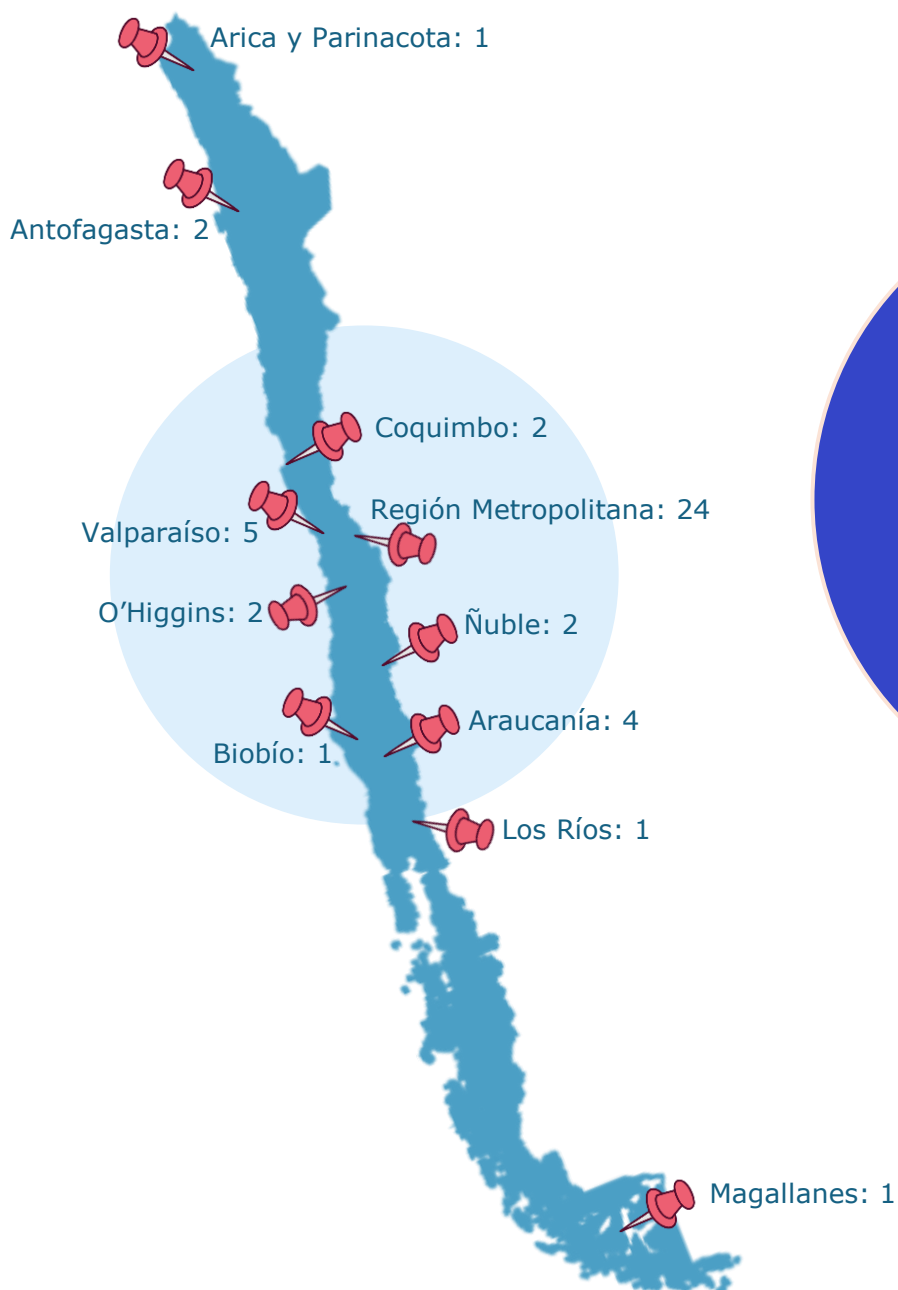 Arica y Parinacota: 1
Antofagasta: 2
Coquimbo: 2
Región Metropolitana: 24
Valparaíso: 5
O’Higgins: 2
Ñuble: 2
Araucanía: 4
Biobío: 1
Los Ríos: 1
Magallanes: 1